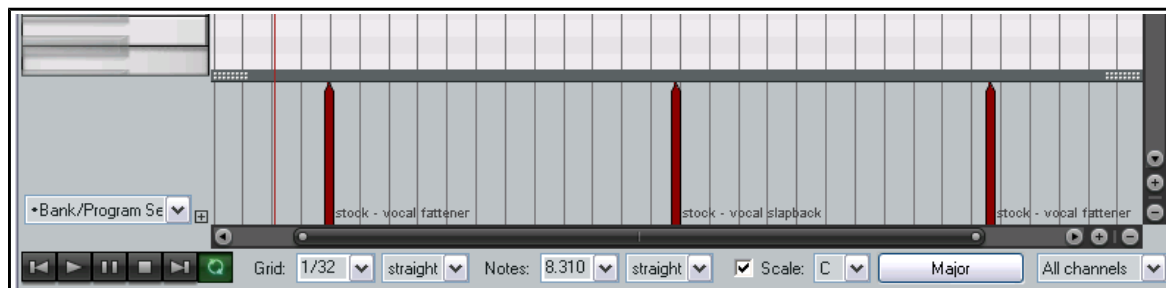 •Bank/Program Se
stock - vocal fattener stock - vocal slapback stock - vocal fattener
Grid: 1/32 straight Notes: 8.310 straight Scale: C Major All channels